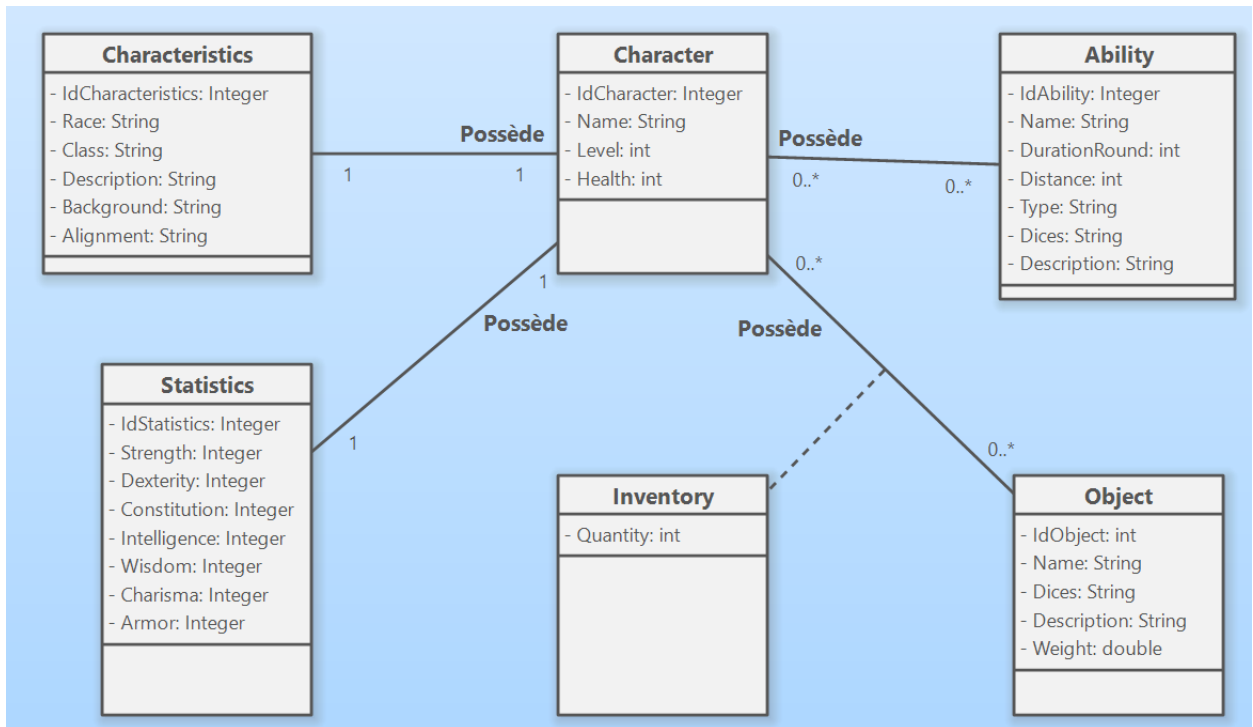 Characteristics
- IdCharacteristics: Integer
- Race: String
- Class: String
- Description: String
- Background: String
- Alignment: String
Possède
1
1
Character
- IdCharacter: Integer
- Name: String
- Level: int
- Health: int
Possède
0..*
0..*
Ability
- IdAbility: Integer
- Name: String
- DurationRound: int
- Distance: int
- Type: String
- Dices: String
- Description: String
1
Possède
1
0..*
Possède
0..*
Statistics
- IdStatistics: Integer
- Strength: Integer
- Dexterity: Integer
- Constitution: Integer
- Intelligence: Integer
- Wisdom: Integer
- Charisma: Integer
- Armor: Integer
Inventory
- Quantity: int
Object
- IdObject: int
- Name: String
- Dices: String
- Description: String
- Weight: double